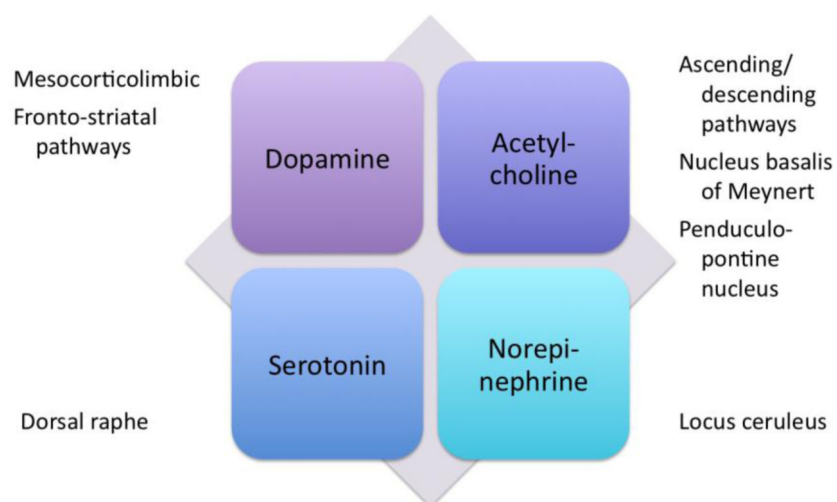 Mesocorticolimbic
Fronto-striatal
pathways
Dopamine
Acetyl-
choline
Ascending/
descending
pathways
Nucleus basalis
of Meynert
Penduculo-
pontine
nucleus
Serotonin
Norepi-
nephrine
Dorsal raphe
Locus ceruleus